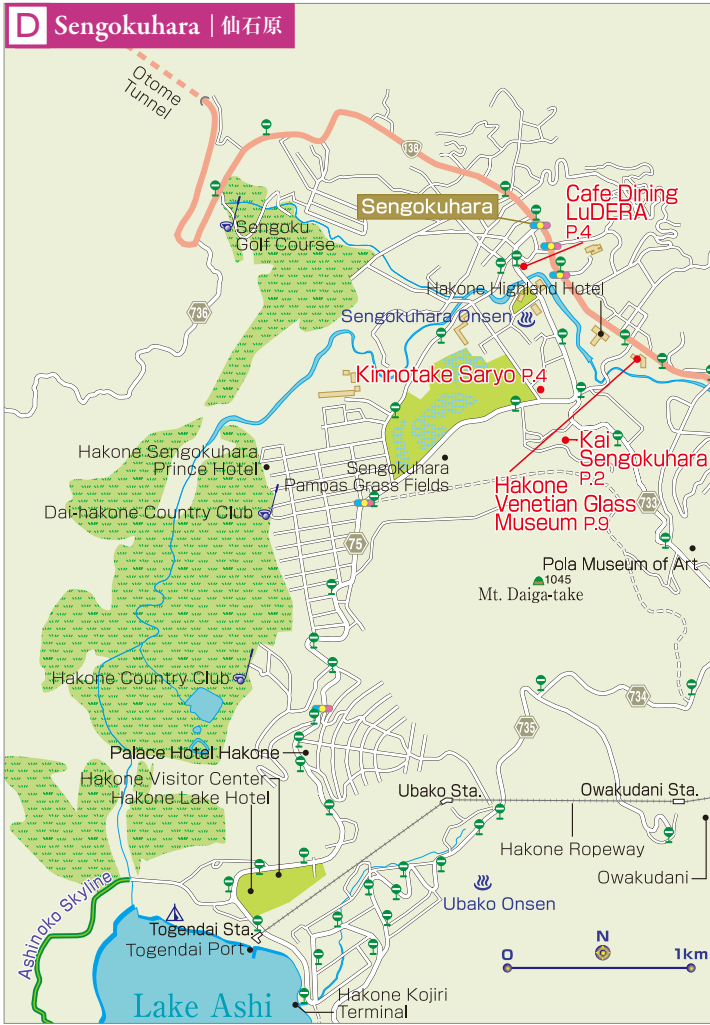 D Sengokuhara | 仙石原
Otome
Tunnel
138
Sengokuhara
Cafe Dining
LuDERA
P.4
Sengoku
Golf Course
736
Hakone Highland Hotel
Sengokuhara Onsen
Kinnotake Saryo P.4
Hakone Sengokuhara
Prince Hotel
Sengokuhara
Pampas Grass Fields
Kai
Sengokuhara
P.2
Hakone
Venetian Glass
Museum P.9
Dai-hakone Country Club
733
75
Pola Museum of Art
1045
Mt. Daiga-take
Hakone Country Club
734
735
Palace Hotel Hakone
Hakone Visitor Center
Hakone Lake Hotel
Ubako Sta.
Owakudani Sta.
Hakone Ropeway
Owakudani
Ubako Onsen
Ashinoko Skyline
Togendai Sta.
Togendai Port
N
0 1km
Lake Ashi
Hakone Kojiri
Terminal